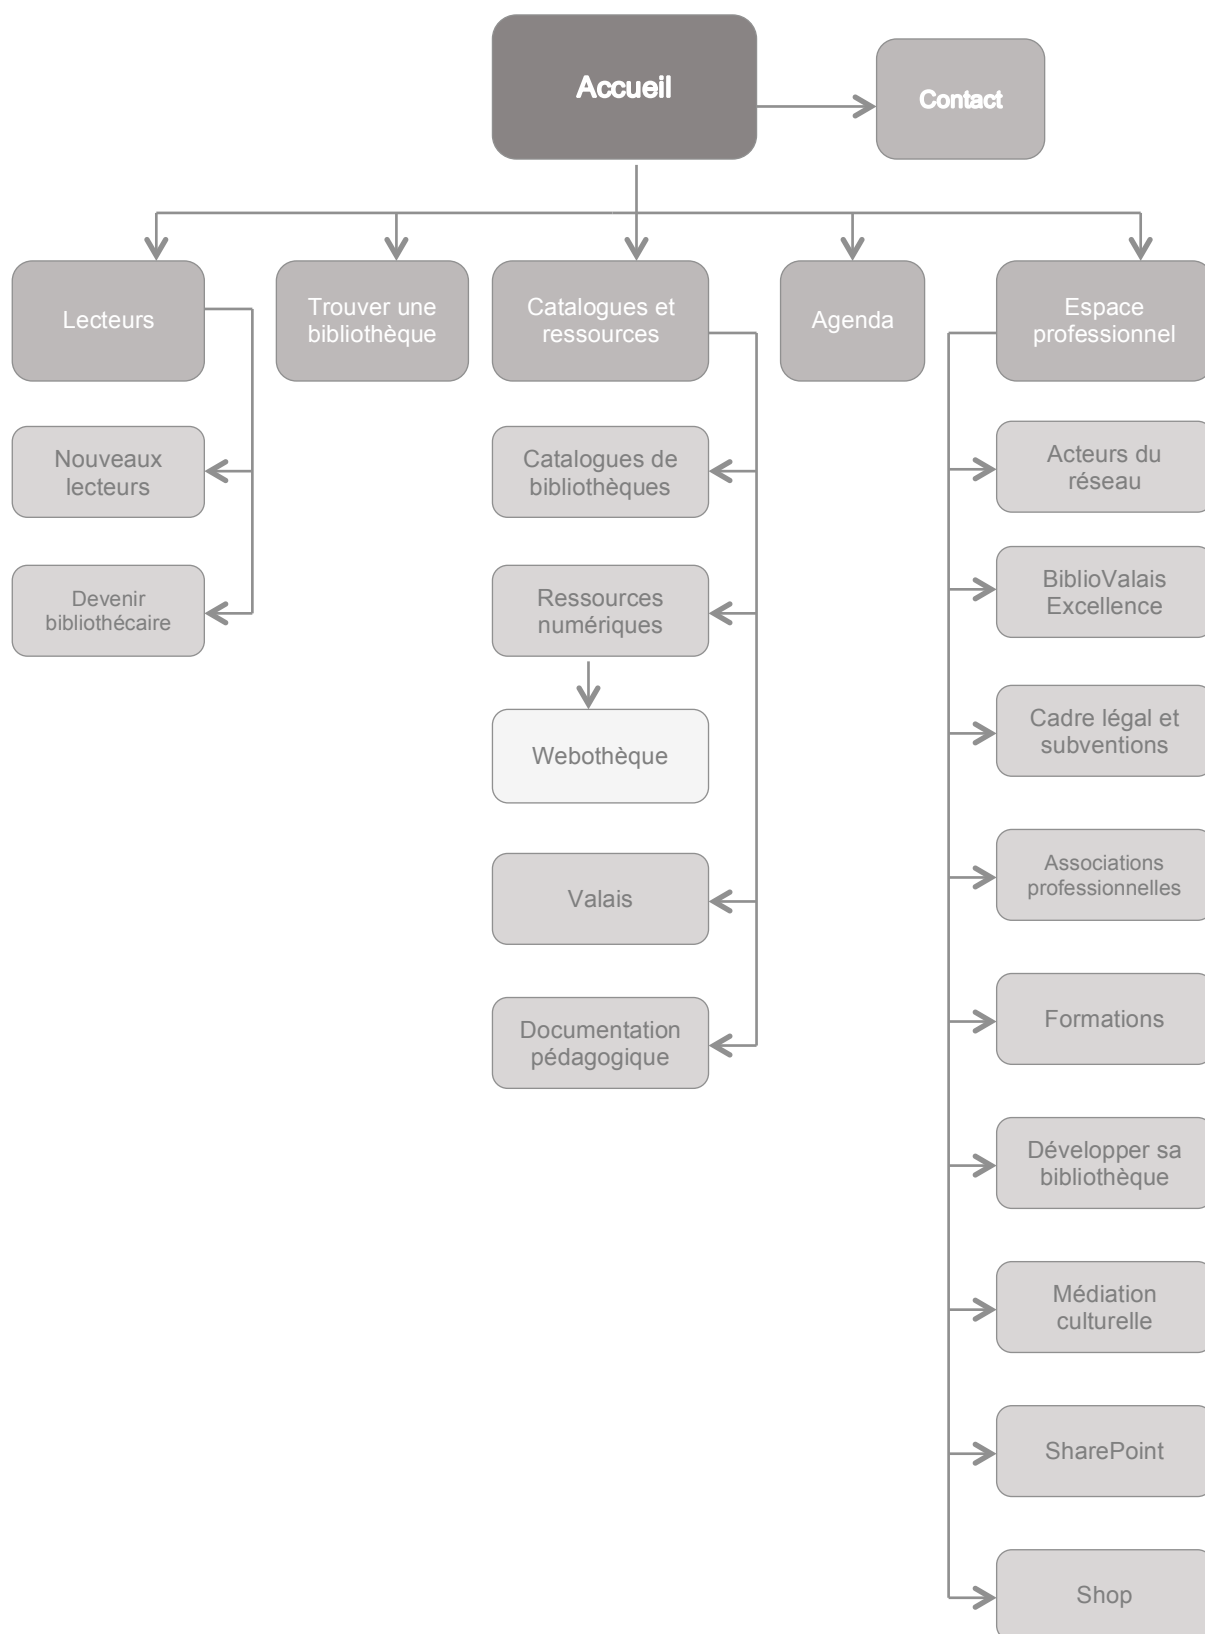 Accueil
Contact
Lecteurs
Trouver une
bibliothèque
Catalogues et
ressources
Agenda
Espace
professionnel
Nouveaux
lecteurs
Devenir
bibliothécaire
Catalogues de
bibliothèques
Ressources
numériques
Webothèque
Valais
Documentation
pédagogique
Acteurs du
réseau
BiblioValais
Excellence
Cadre légal et
subventions
Associations
professionnelles
Formations
Développer sa
bibliothèque
Médiation
culturelle
SharePoint
Shop